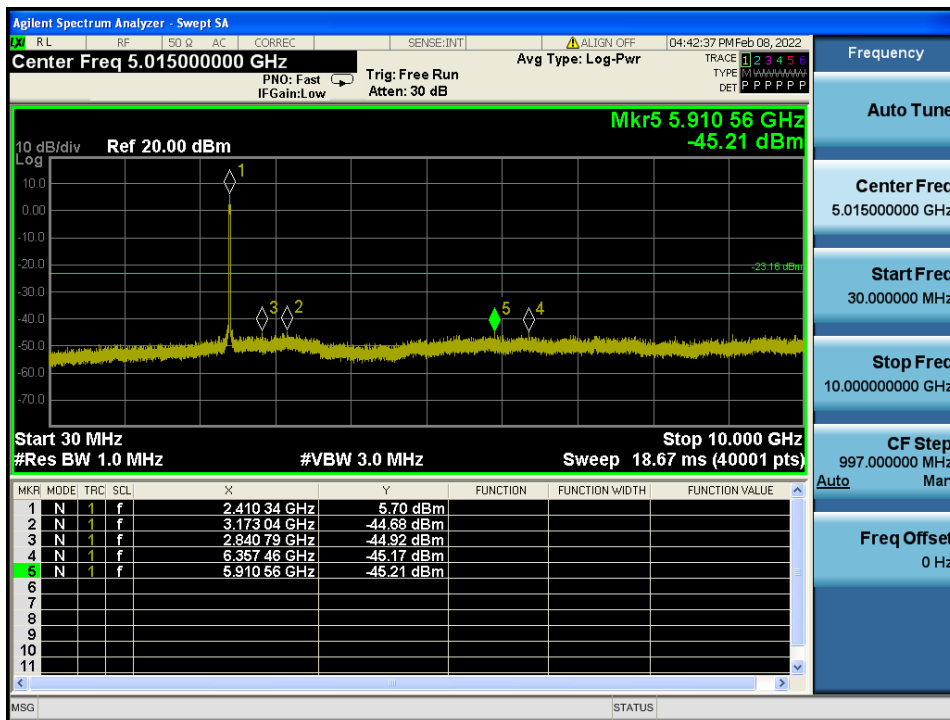 Agilent Spectrum Analyzer - Swept SA
LXI RL RF 50 Ω AC CORREC SENSE:INT ALIGN OFF 04:42:37 PM Feb 08, 2022
Center Freq 5.015000000 GHz
PNO: Fast
IFGain:Low
Trig: Free Run
Atten: 30 dB
Avg Type: Log-Pwr
TRACE 1 2 3 4 5 6
TYPE M WWWWW
DET P P P P P P
Mkr5 5.910 56 GHz
-45.21 dBm
10 dB/div Ref 20.00 dBm
Log
10.0
0.00
-10.0
-20.0
-30.0
-40.0
-50.0
-60.0
-70.0
1
3
2
5
4
-23.16 dBm
Start 30 MHz Stop 10.000 GHz
#Res BW 1.0 MHz #VBW 3.0 MHz Sweep 18.67 ms (40001 pts)
MKR MODE TRC SCL X Y FUNCTION FUNCTION WIDTH FUNCTION VALUE
1 N 1 f 2.410 34 GHz 5.70 dBm
2 N 1 f 3.173 04 GHz -44.68 dBm
3 N 1 f 2.840 79 GHz -44.92 dBm
4 N 1 f 6.357 46 GHz -45.17 dBm
5 N 1 f 5.910 56 GHz -45.21 dBm
6
7
8
9
10
11
MSG STATUS
Frequency
Auto Tune
Center Freq
5.015000000 GHz
Start Freq
30.000000 MHz
Stop Freq
10.000000000 GHz
CF Step
997.000000 MHz
Auto Man
Freq Offset
0 Hz